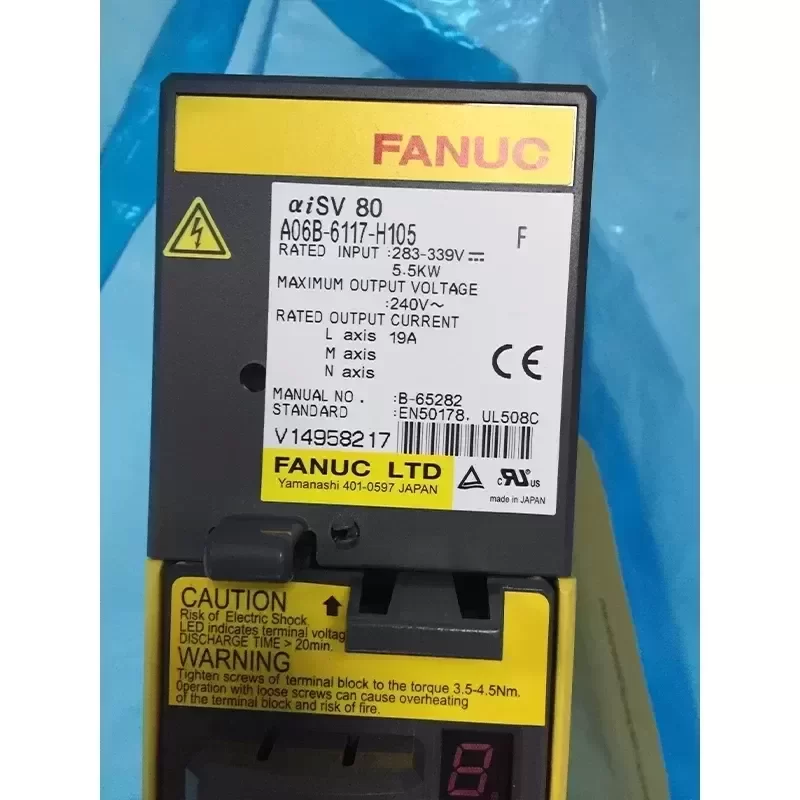 FANUC
αiSV 80
A06B-6117-H105 F
RATED INPUT :283-339V⎓
5.5KW
MAXIMUM OUTPUT VOLTAGE
:240V~
RATED OUTPUT CURRENT
L axis 19A
M axis
N axis
MANUAL NO. :B-65282
STANDARD :EN50178. UL508C
V14958217
CE
FANUC LTD
Yamanashi 401-0597 JAPAN
c RU US
made in JAPAN
CAUTION
Risk of Electric Shock.
LED indicates terminal voltag
DISCHARGE TIME > 20min.
WARNING
Tighten screws of terminal block to the torque 3.5-4.5Nm.
Operation with loose screws can cause overheating
of the terminal block and risk of fire.